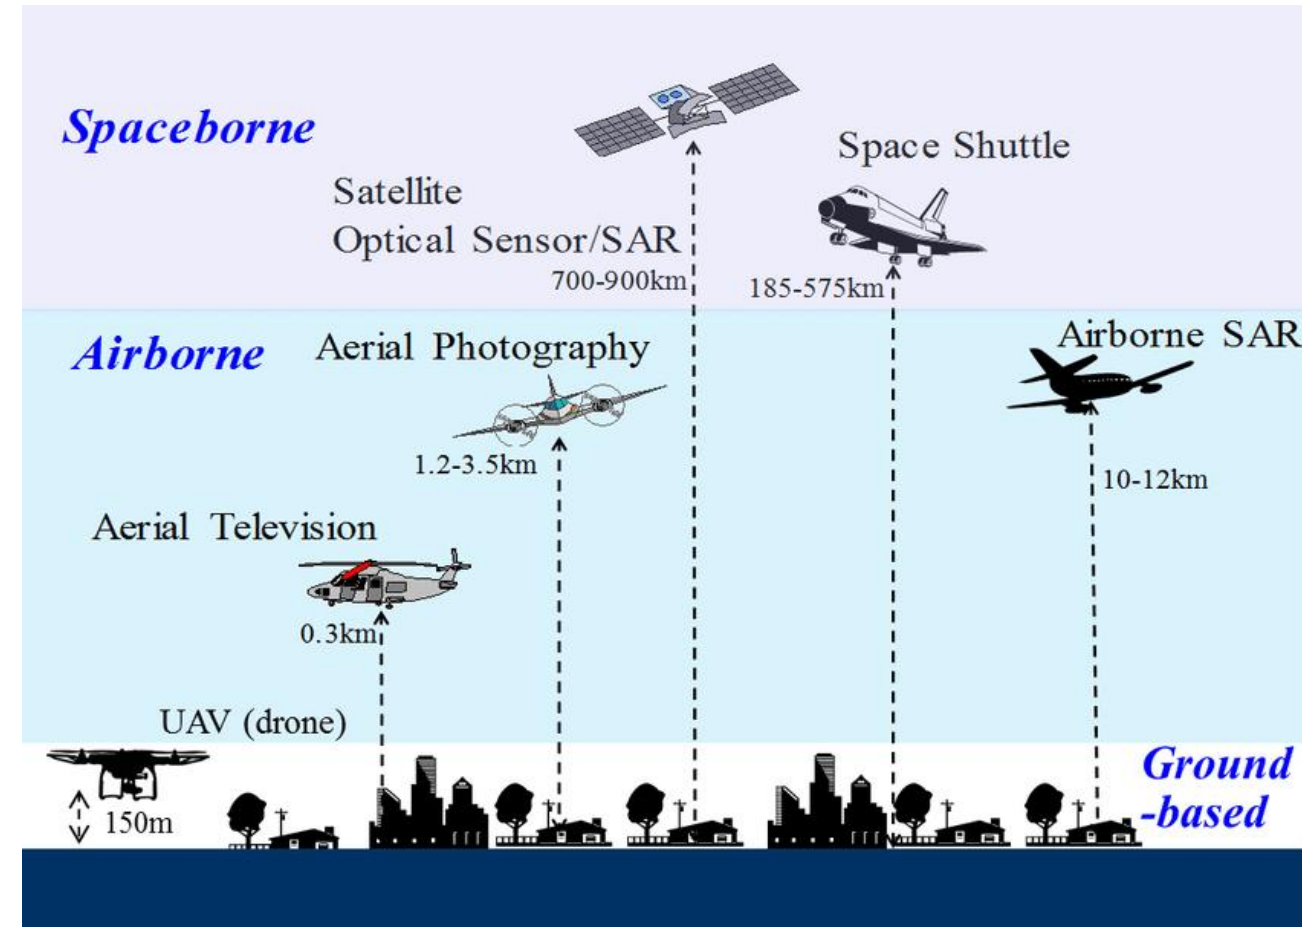 Spaceborne
Space Shuttle
Satellite
Optical Sensor/SAR
700-900km
185-575km
Airborne
Aerial Photography
Airborne SAR
1.2-3.5km
10-12km
Aerial Television
0.3km
UAV (drone)
150m
Ground
-based